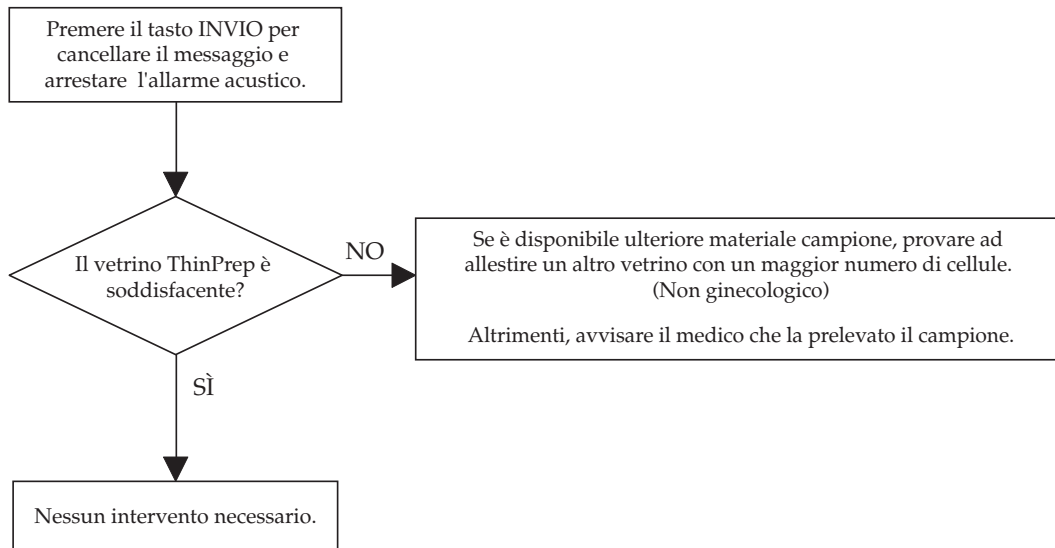 Premere il tasto INVIO per
cancellare il messaggio e
arrestare  l'allarme acustico.
Il vetrino ThinPrep è
soddisfacente?
NO
Se è disponibile ulteriore materiale campione, provare ad
allestire un altro vetrino con un maggior numero di cellule.
(Non ginecologico)
Altrimenti, avvisare il medico che la prelevato il campione.
SÌ
Nessun intervento necessario.